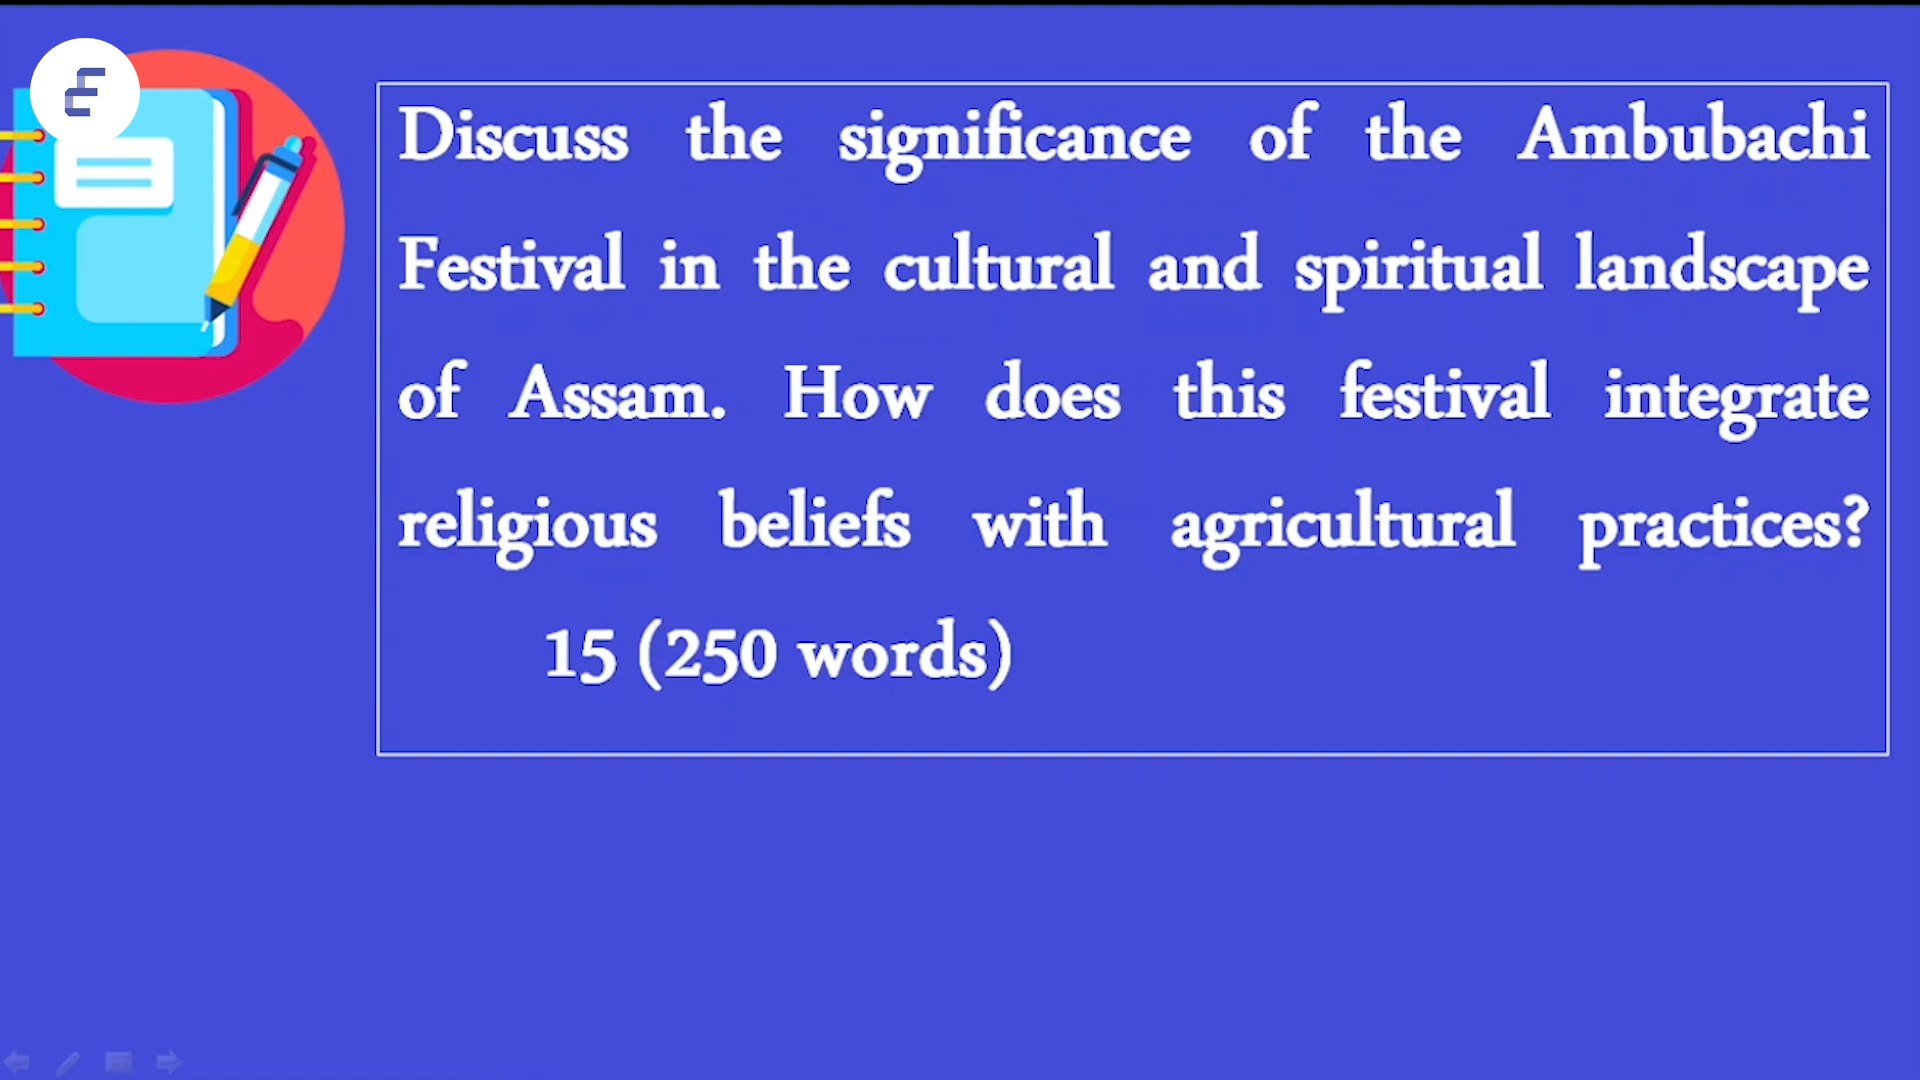 Discuss the significance of the Ambubachi
Festival in the cultural and spiritual landscape
of Assam. How does this festival integrate
religious beliefs with agricultural practices?
15 (250 words)